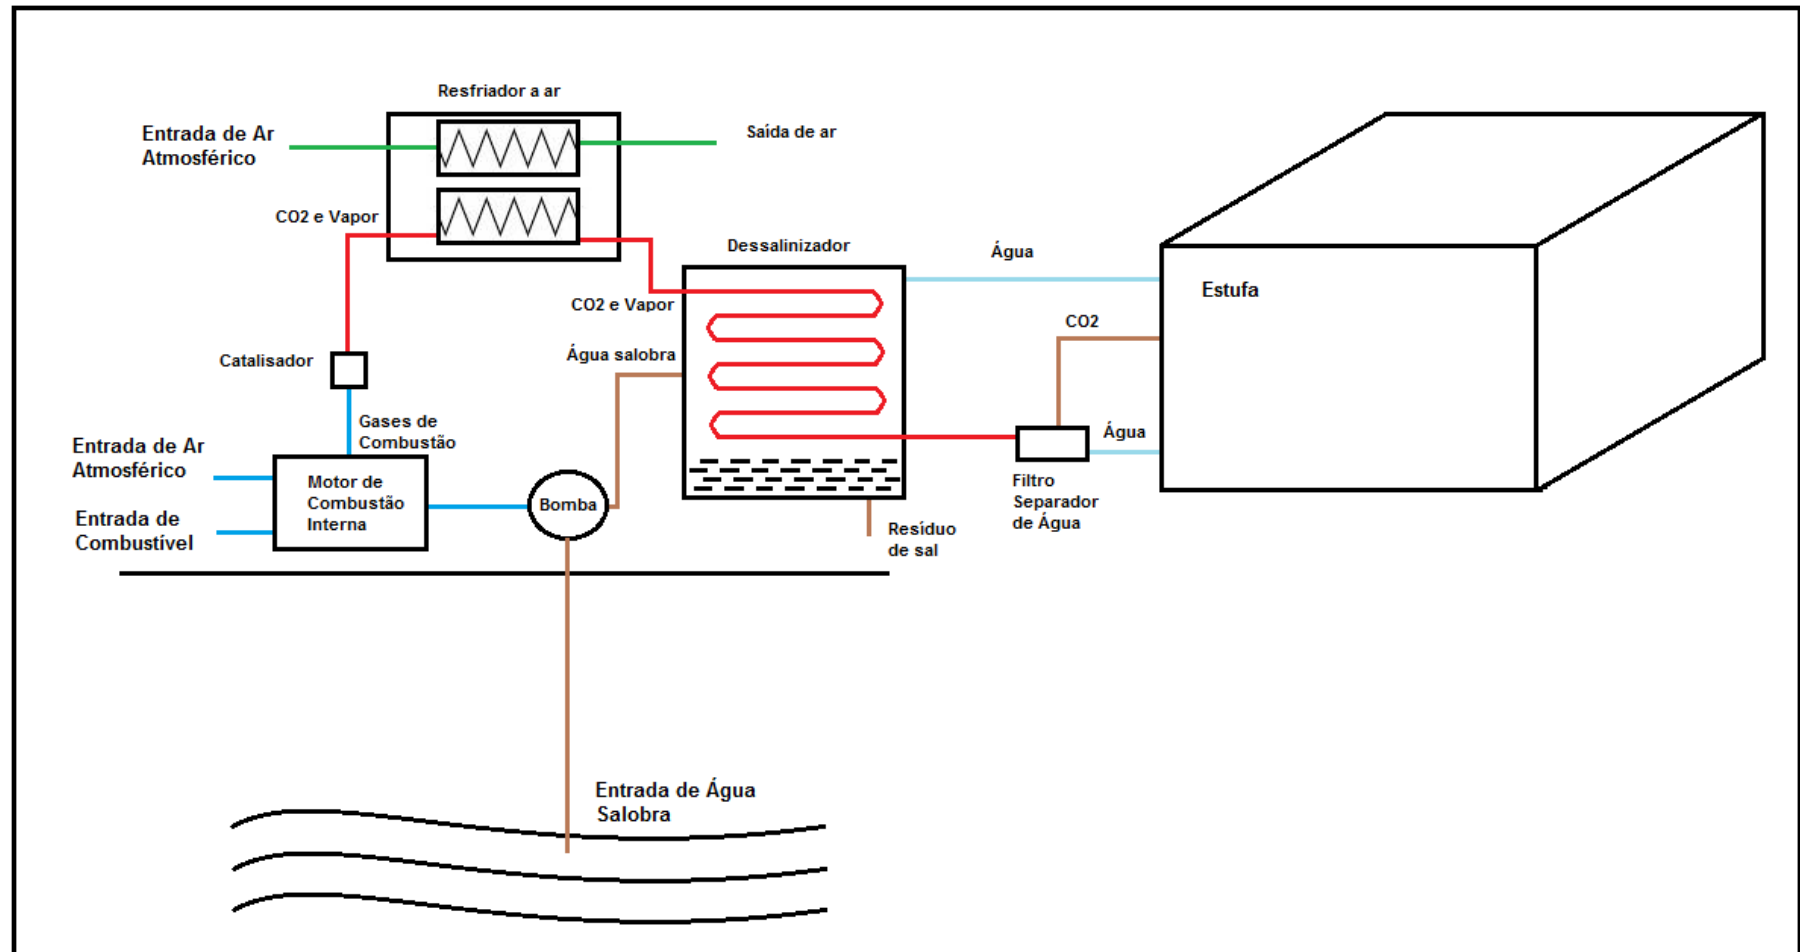 Resfriador a ar
Entrada de Ar
Atmosférico
Saída de ar
CO2 e Vapor
Dessalinizador
Água
Estufa
CO2 e Vapor
CO2
Água salobra
Catalisador
Gases de
Combustão
Entrada de Ar
Atmosférico
Água
Motor de
Combustão
Interna
Bomba
Filtro
Separador
de Água
Entrada de
Combustível
Resíduo
de sal
Entrada de Água
Salobra